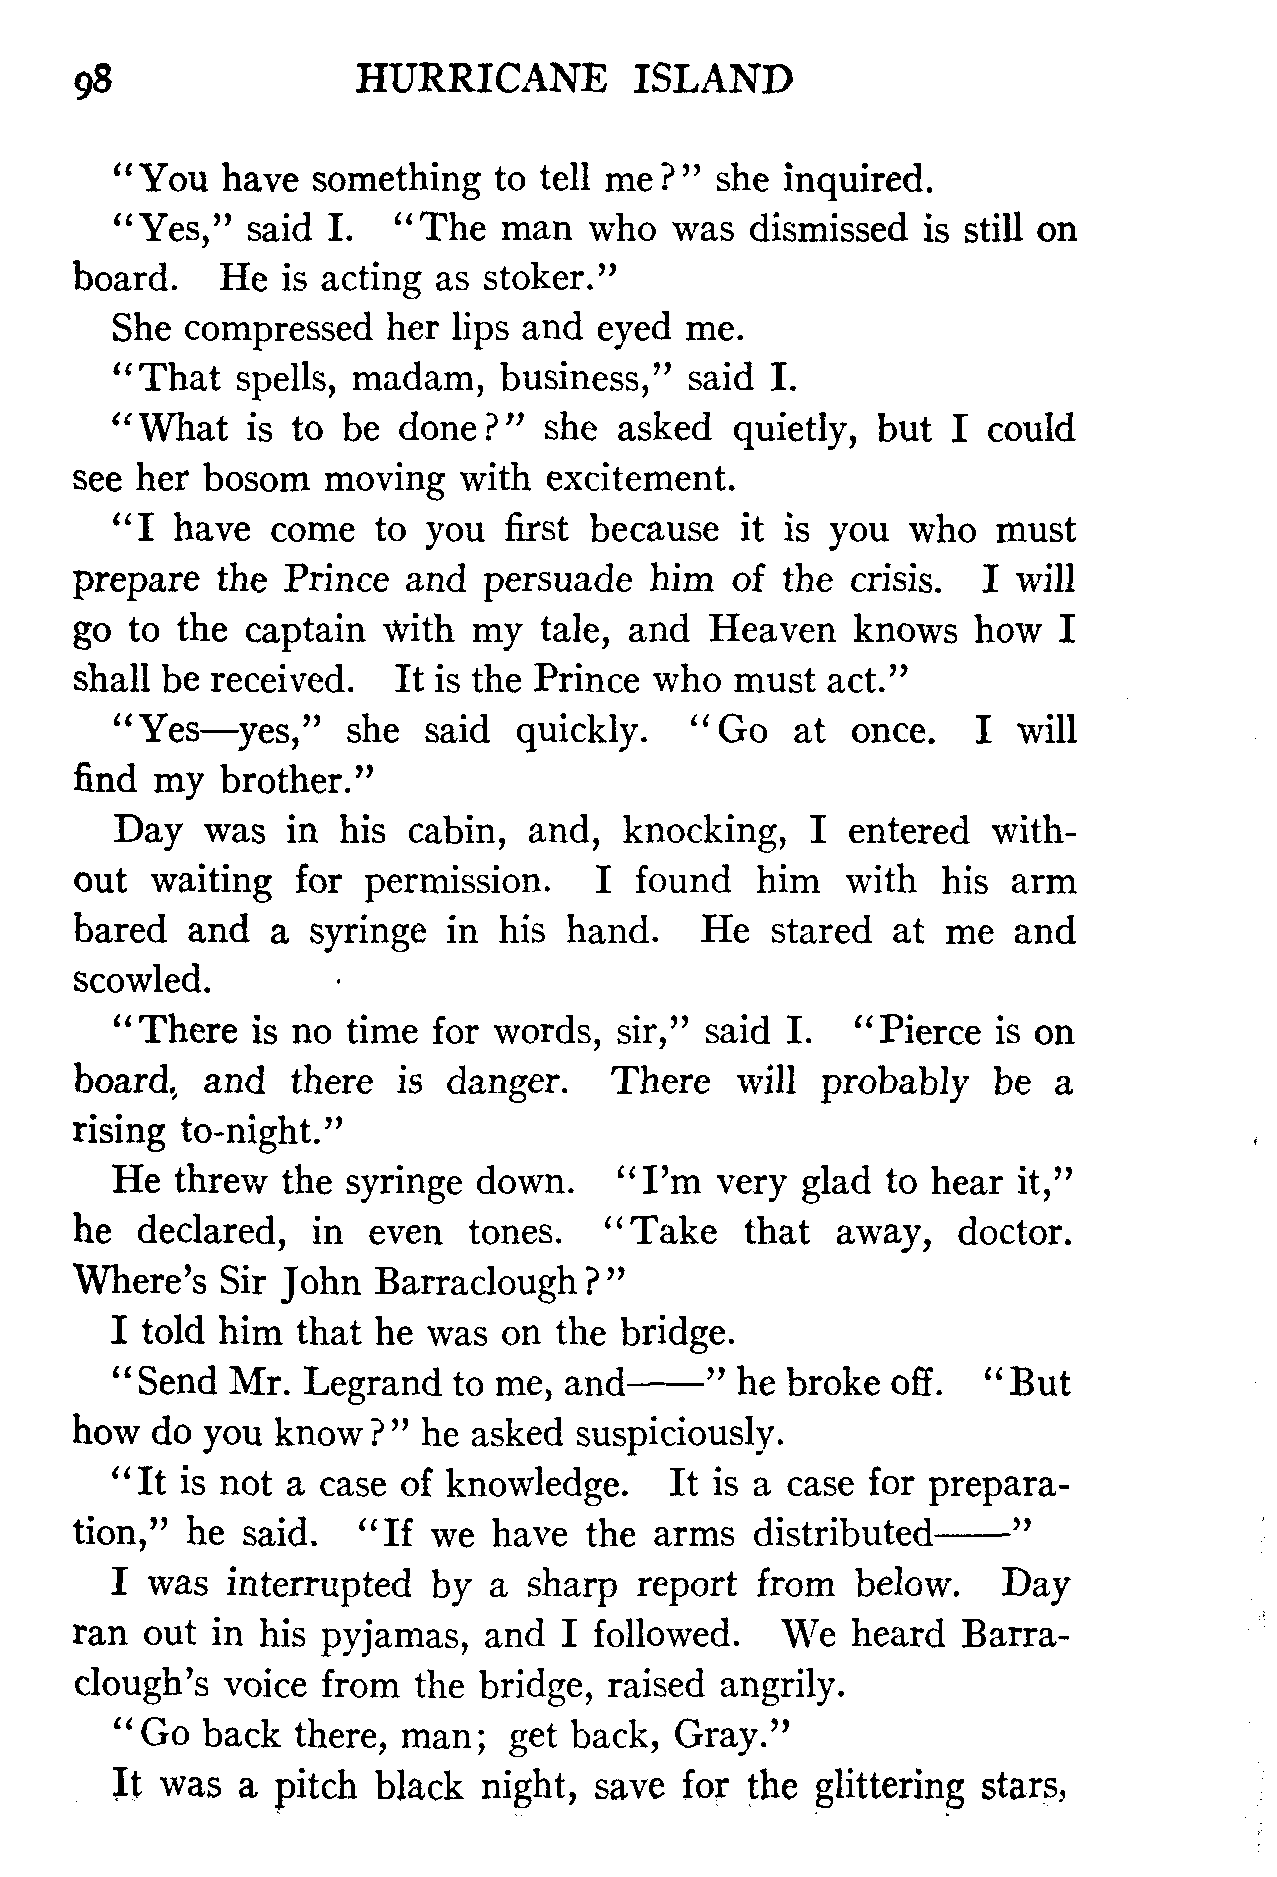 98 HURRICANE ISLAND
“You have something to tell me?” she inquired.
“Yes,” said I. “The man who was dismissed is still on
board. He is acting as stoker.”
She compressed her lips and eyed me.
“That spells, madam, business,” said I.
“What is to be done?” she asked quietly, but I could
see her bosom moving with excitement.
“I have come to you first because it is you who must
prepare the Prince and persuade him of the crisis. I will
go to the captain with my tale, and Heaven knows how I
shall be received. It is the Prince who must act.”
“Yes—yes,” she said quickly. “Go at once. I will
find my brother.”
Day was in his cabin, and, knocking, I entered with-
out waiting for permission. I found him with his arm
bared and a syringe in his hand. He stared at me and
scowled.
“There is no time for words, sir,” said I. “Pierce is on
board, and there is danger. There will probably be a
rising to-night.”
He threw the syringe down. “I’m very glad to hear it,”
he declared, in even tones. “Take that away, doctor.
Where’s Sir John Barraclough?”
I told him that he was on the bridge.
“Send Mr. Legrand to me, and——” he broke off. “But
how do you know?” he asked suspiciously.
“It is not a case of knowledge. It is a case for prepara-
tion,” he said. “If we have the arms distributed——”
I was interrupted by a sharp report from below. Day
ran out in his pyjamas, and I followed. We heard Barra-
clough’s voice from the bridge, raised angrily.
“Go back there, man; get back, Gray.”
It was a pitch black night, save for the glittering stars,